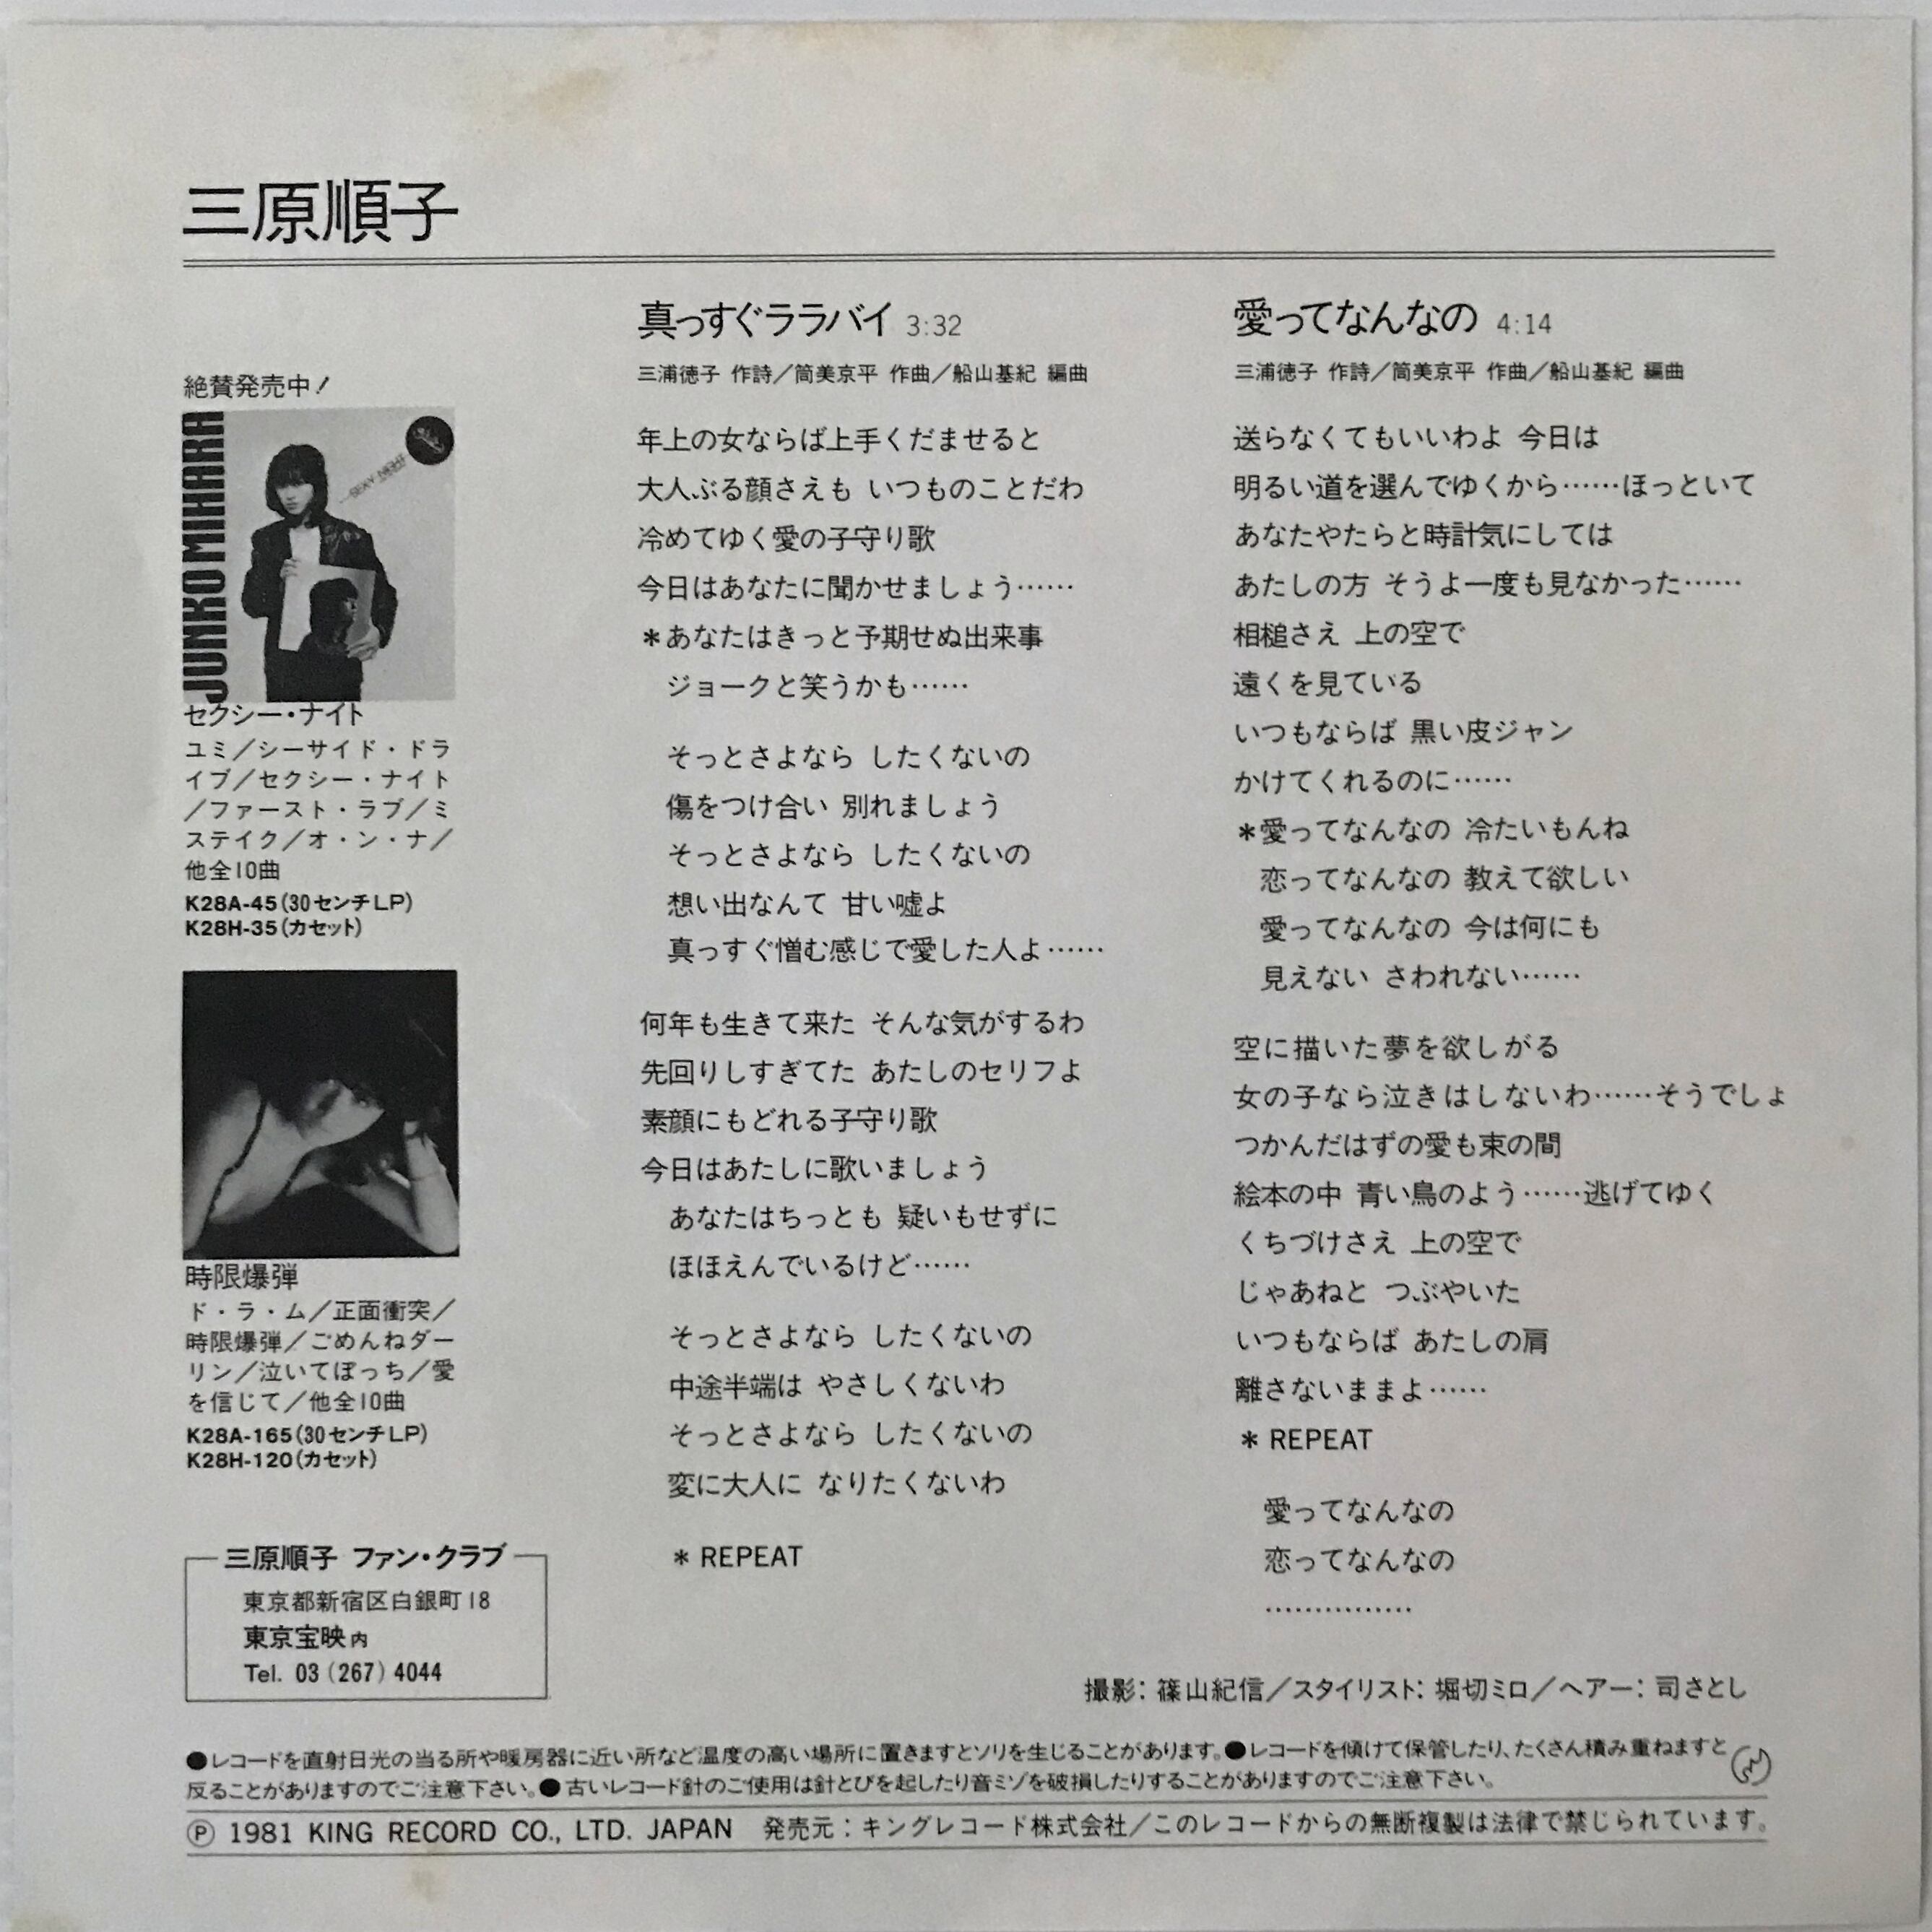 三原順子
絶賛発売中！
JUNKO MIHARA
SEXY NIGHT
セクシー・ナイト
ユミ／シーサイド・ドラ
イブ／セクシー・ナイト
／ファースト・ラブ／ミ
ステイク／オ・ン・ナ／
他全10曲
K28A-45(30センチLP)
K28H-35(カセット)
時限爆弾
ド・ラ・ム／正面衝突／
時限爆弾／ごめんねダー
リン／泣いてぼっち／愛
を信じて／他全10曲
K28A-165(30センチLP)
K28H-120(カセット)
三原順子 ファン・クラブ
東京都新宿区白銀町18
東京宝映内
Tel. 03 (267) 4044
真っすぐララバイ 3:32
三浦徳子 作詩／筒美京平 作曲／船山基紀 編曲
年上の女ならば上手くだませると
大人ぶる顔さえも いつものことだわ
冷めてゆく愛の子守り歌
今日はあなたに聞かせましょう……
＊あなたはきっと予期せぬ出来事
ジョークと笑うかも……
そっとさよなら したくないの
傷をつけ合い 別れましょう
そっとさよなら したくないの
想い出なんて 甘い嘘よ
真っすぐ憎む感じで愛した人よ……
何年も生きて来た そんな気がするわ
先回りしすぎてた あたしのセリフよ
素顔にもどれる子守り歌
今日はあたしに歌いましょう
あなたはちっとも 疑いもせずに
ほほえんでいるけど……
そっとさよなら したくないの
中途半端は やさしくないわ
そっとさよなら したくないの
変に大人に なりたくないわ
＊ REPEAT
愛ってなんなの 4:14
三浦徳子 作詩／筒美京平 作曲／船山基紀 編曲
送らなくてもいいわよ 今日は
明るい道を選んでゆくから……ほっといて
あなたやたらと時計気にしては
あたしの方 そうよ一度も見なかった……
相槌さえ 上の空で
遠くを見ている
いつもならば 黒い皮ジャン
かけてくれるのに……
＊愛ってなんなの 冷たいもんね
恋ってなんなの 教えて欲しい
愛ってなんなの 今は何にも
見えない さわれない……
空に描いた夢を欲しがる
女の子なら泣きはしないわ……そうでしょ
つかんだはずの愛も束の間
絵本の中 青い鳥のよう……逃げてゆく
くちづけさえ 上の空で
じゃあねと つぶやいた
いつもならば あたしの肩
離さないままよ……
＊ REPEAT
愛ってなんなの
恋ってなんなの
……………
撮影：篠山紀信／スタイリスト：堀切ミロ／ヘアー：司さとし
●レコードを直射日光の当る所や暖房器に近い所など温度の高い場所に置きますとソリを生じることがあります。●レコードを傾けて保管したり、たくさん積み重ねますと
反ることがありますのでご注意下さい。●古いレコード針のご使用は針とびを起したり音ミゾを破損したりすることがありますのでご注意下さい。
Ⓟ 1981 KING RECORD CO., LTD. JAPAN 発売元：キングレコード株式会社／このレコードからの無断複製は法律で禁じられています。